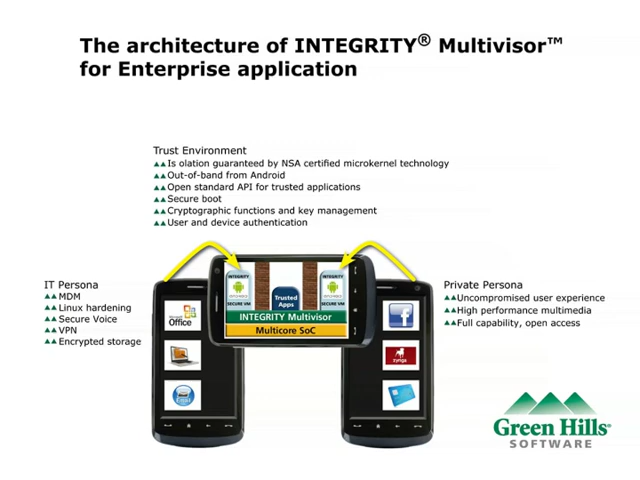 The architecture of INTEGRITY® Multivisor™
for Enterprise application
Trust Environment
Is olation guaranteed by NSA certified microkernel technology
Out-of-band from Android
Open standard API for trusted applications
Secure boot
Cryptographic functions and key management
User and device authentication
IT Persona
MDM
Linux hardening
Secure Voice
VPN
Encrypted storage
Private Persona
Uncompromised user experience
High performance multimedia
Full capability, open access
INTEGRITY
INTEGRITY
SECURE VM
Trusted
Apps
SECURE VM
INTEGRITY Multivisor
Multicore SoC
Microsoft
Office
f
zynga
Green Hills®
SOFTWARE